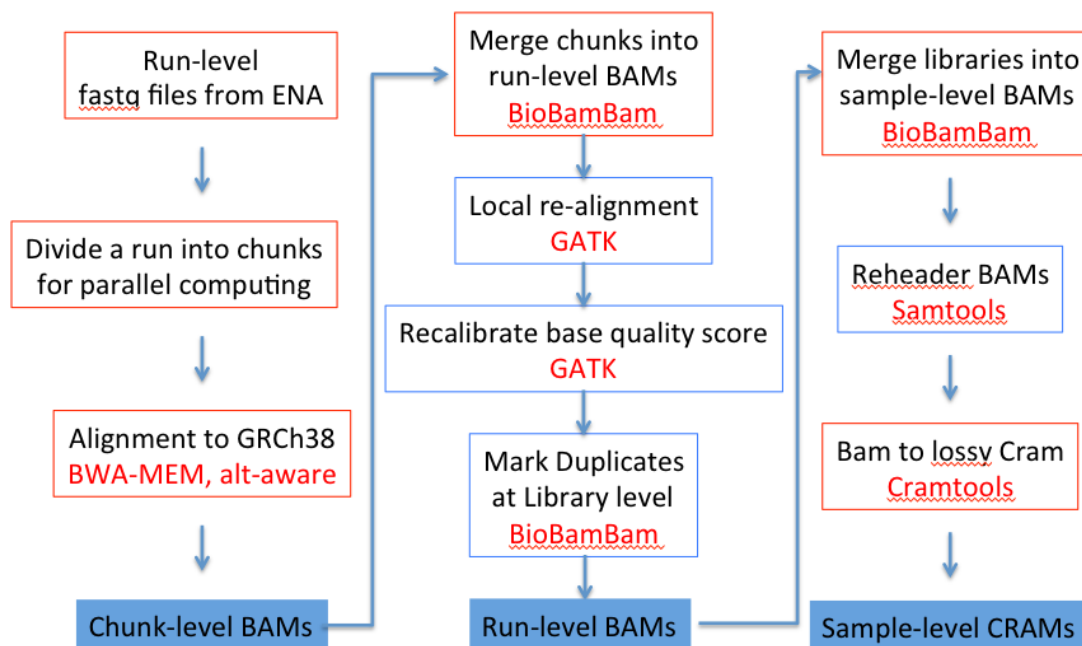 Run-level
fastq files from ENA
Divide a run into chunks
for parallel computing
Alignment to GRCh38
BWA-MEM, alt-aware
Chunk-level BAMs
Merge chunks into
run-level BAMs
BioBamBam
Local re-alignment
GATK
Recalibrate base quality score
GATK
Mark Duplicates
at Library level
BioBamBam
Run-level BAMs
Merge libraries into
sample-level BAMs
BioBamBam
Reheader BAMs
Samtools
Bam to lossy Cram
Cramtools
Sample-level CRAMs